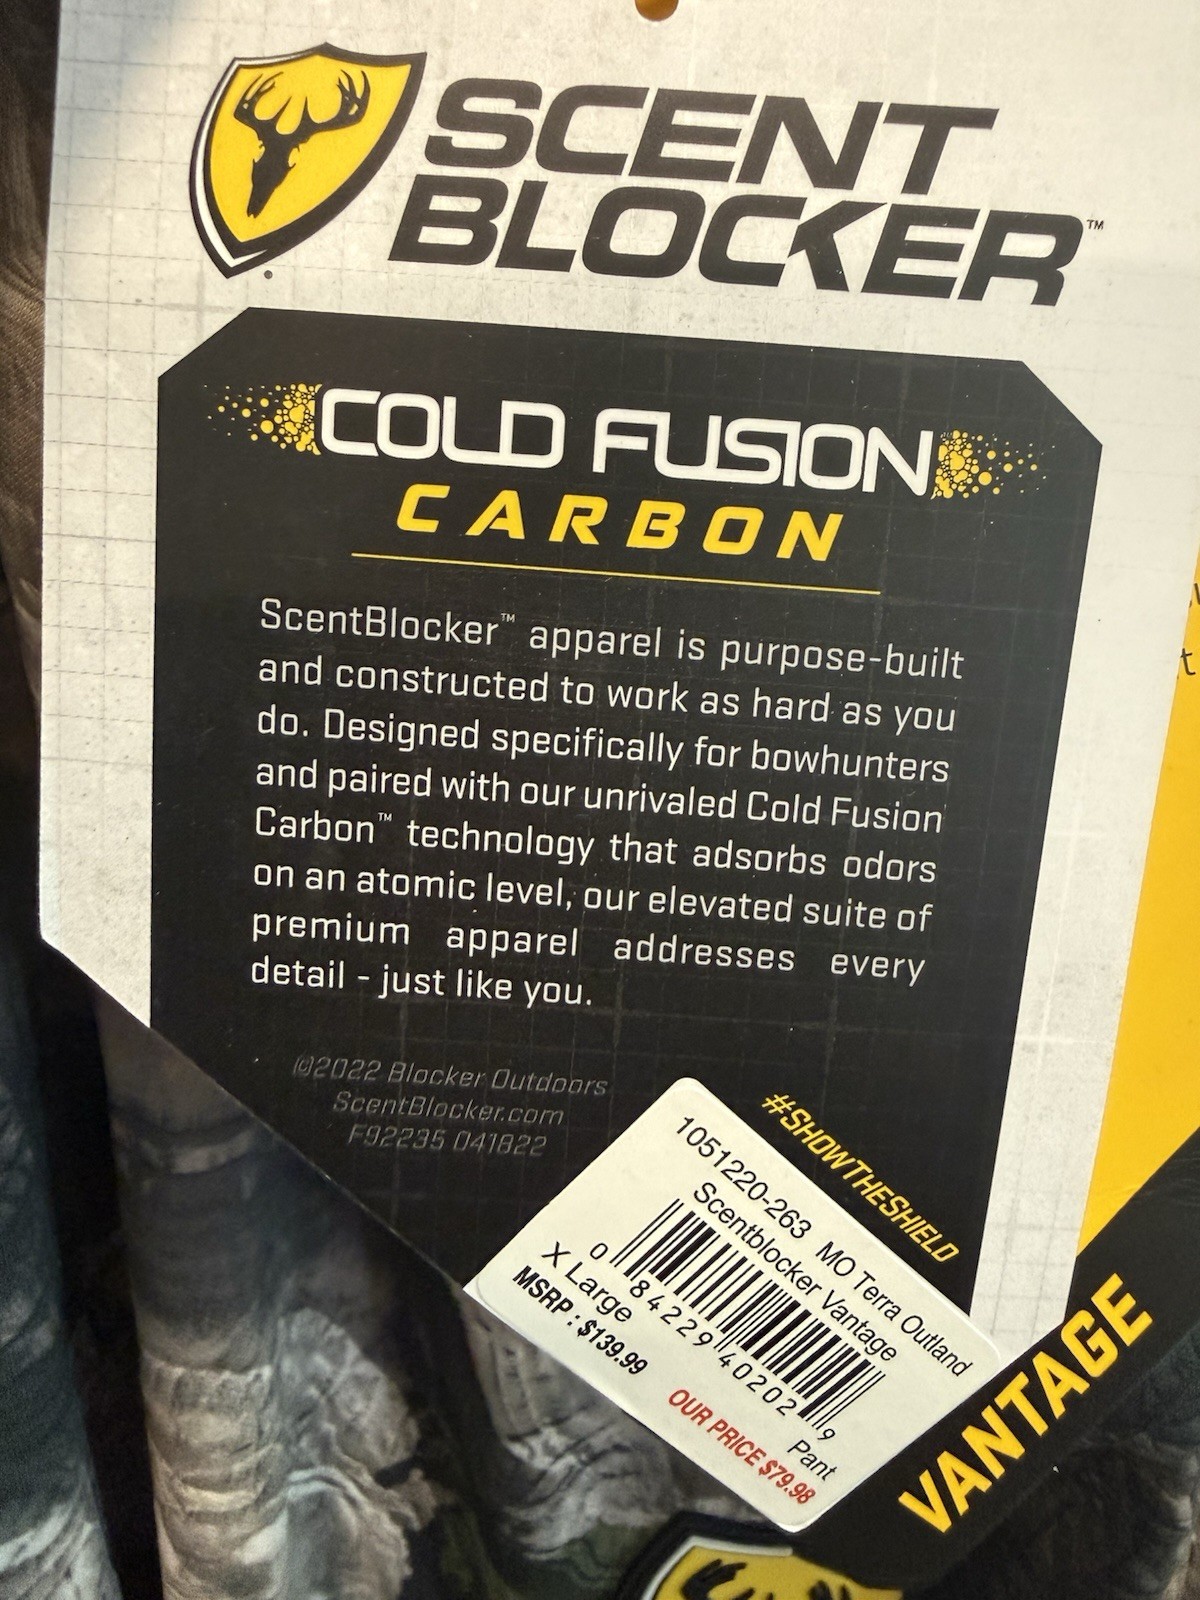 SCENT
BLOCKER™
COLD FUSION
CARBON
ScentBlocker™ apparel is purpose-built
and constructed to work as hard as you
do. Designed specifically for bowhunters
and paired with our unrivaled Cold Fusion
Carbon™ technology that adsorbs odors
on an atomic level, our elevated suite of
premium apparel addresses every
detail - just like you.
©2022 Blocker Outdoors
ScentBlocker.com
F92235 041822
#SHOWTHESHIELD
1051220-263 MO Terra Outland
Scentblocker Vantage
0 84229 40202 9
X Large Pant
MSRP: $139.99
OUR PRICE $79.98
VANTAGE